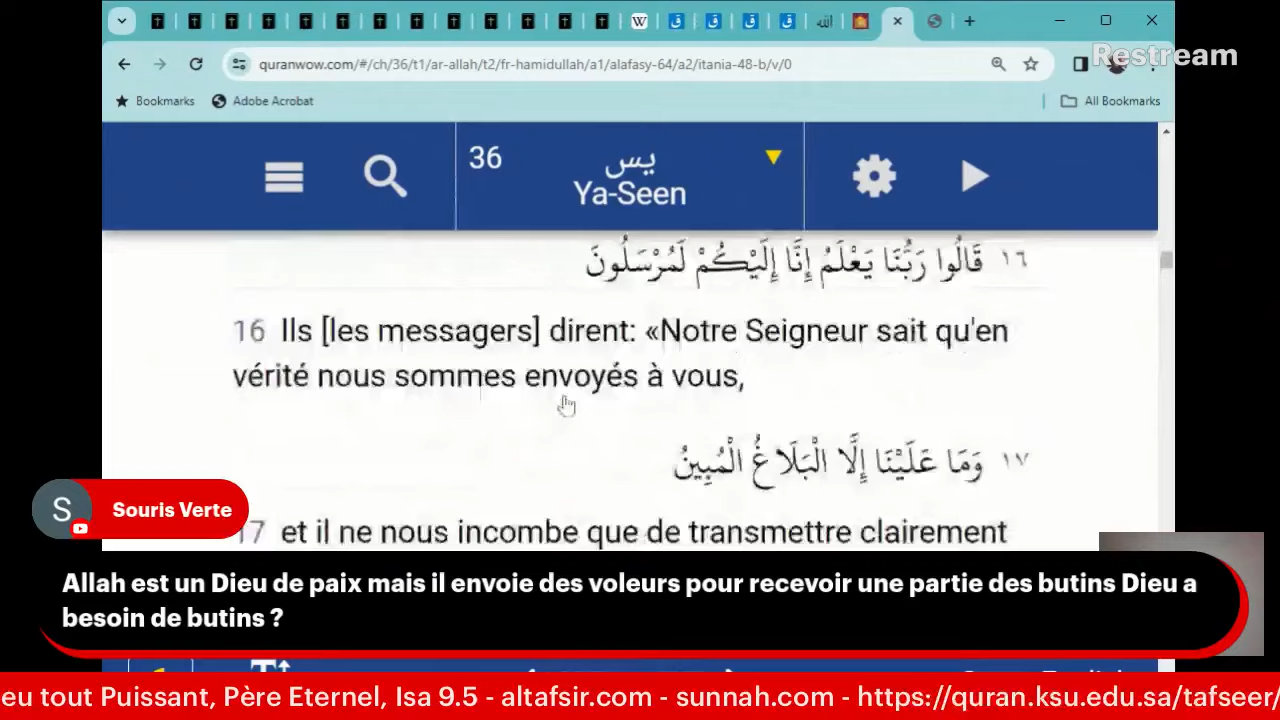 Restream
quranwow.com/#/ch/36/t1/ar-allah/t2/fr-hamidullah/a1/alafasy-64/a2/itania-48-b/v/0
Bookmarks
Adobe Acrobat
All Bookmarks
36
يس
Ya-Seen
١٦ قَالُوا رَبُّنَا يَعْلَمُ إِنَّا إِلَيْكُمْ لَمُرْسَلُونَ
16 Ils [les messagers] dirent: «Notre Seigneur sait qu'en
vérité nous sommes envoyés à vous,
١٧ وَمَا عَلَيْنَا إِلَّا الْبَلَاغُ الْمُبِينُ
17 et il ne nous incombe que de transmettre clairement
S
Souris Verte
Allah est un Dieu de paix mais il envoie des voleurs pour recevoir une partie des butins Dieu a
besoin de butins ?
eu tout Puissant, Père Eternel, Isa 9.5 - altafsir.com - sunnah.com - https://quran.ksu.edu.sa/tafseer/